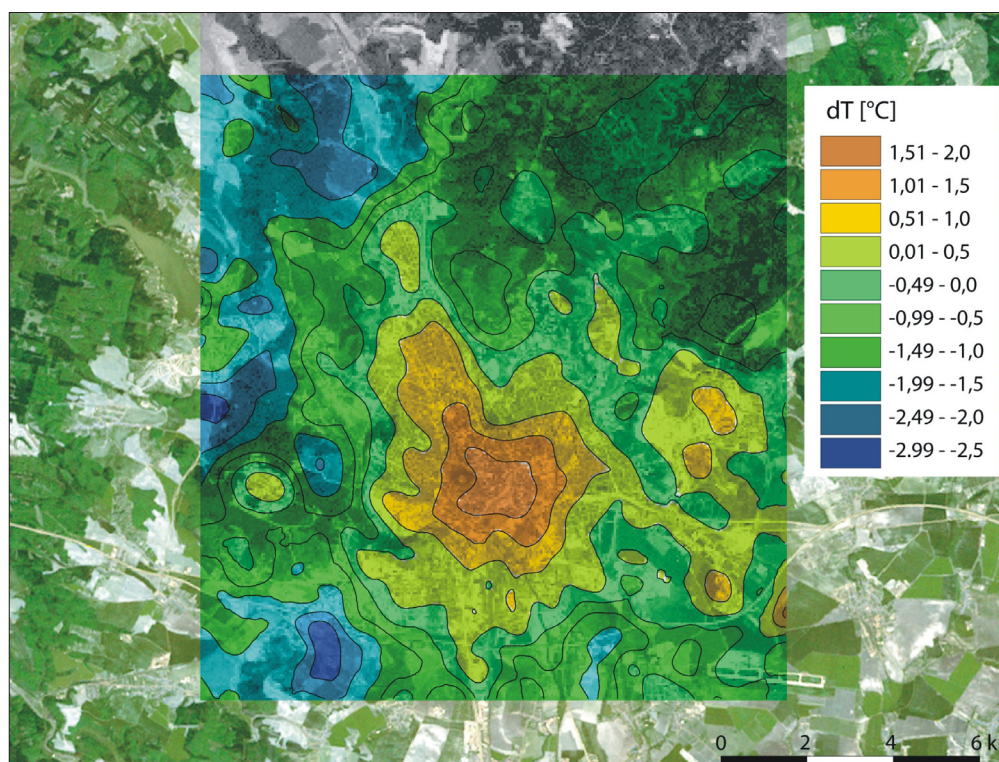 dT [°C]
1,51 - 2,0
1,01 - 1,5
0,51 - 1,0
0,01 - 0,5
-0,49 - 0,0
-0,99 - -0,5
-1,49 - -1,0
-1,99 - -1,5
-2,49 - -2,0
-2.99 - -2,5
0 2 4 6 k